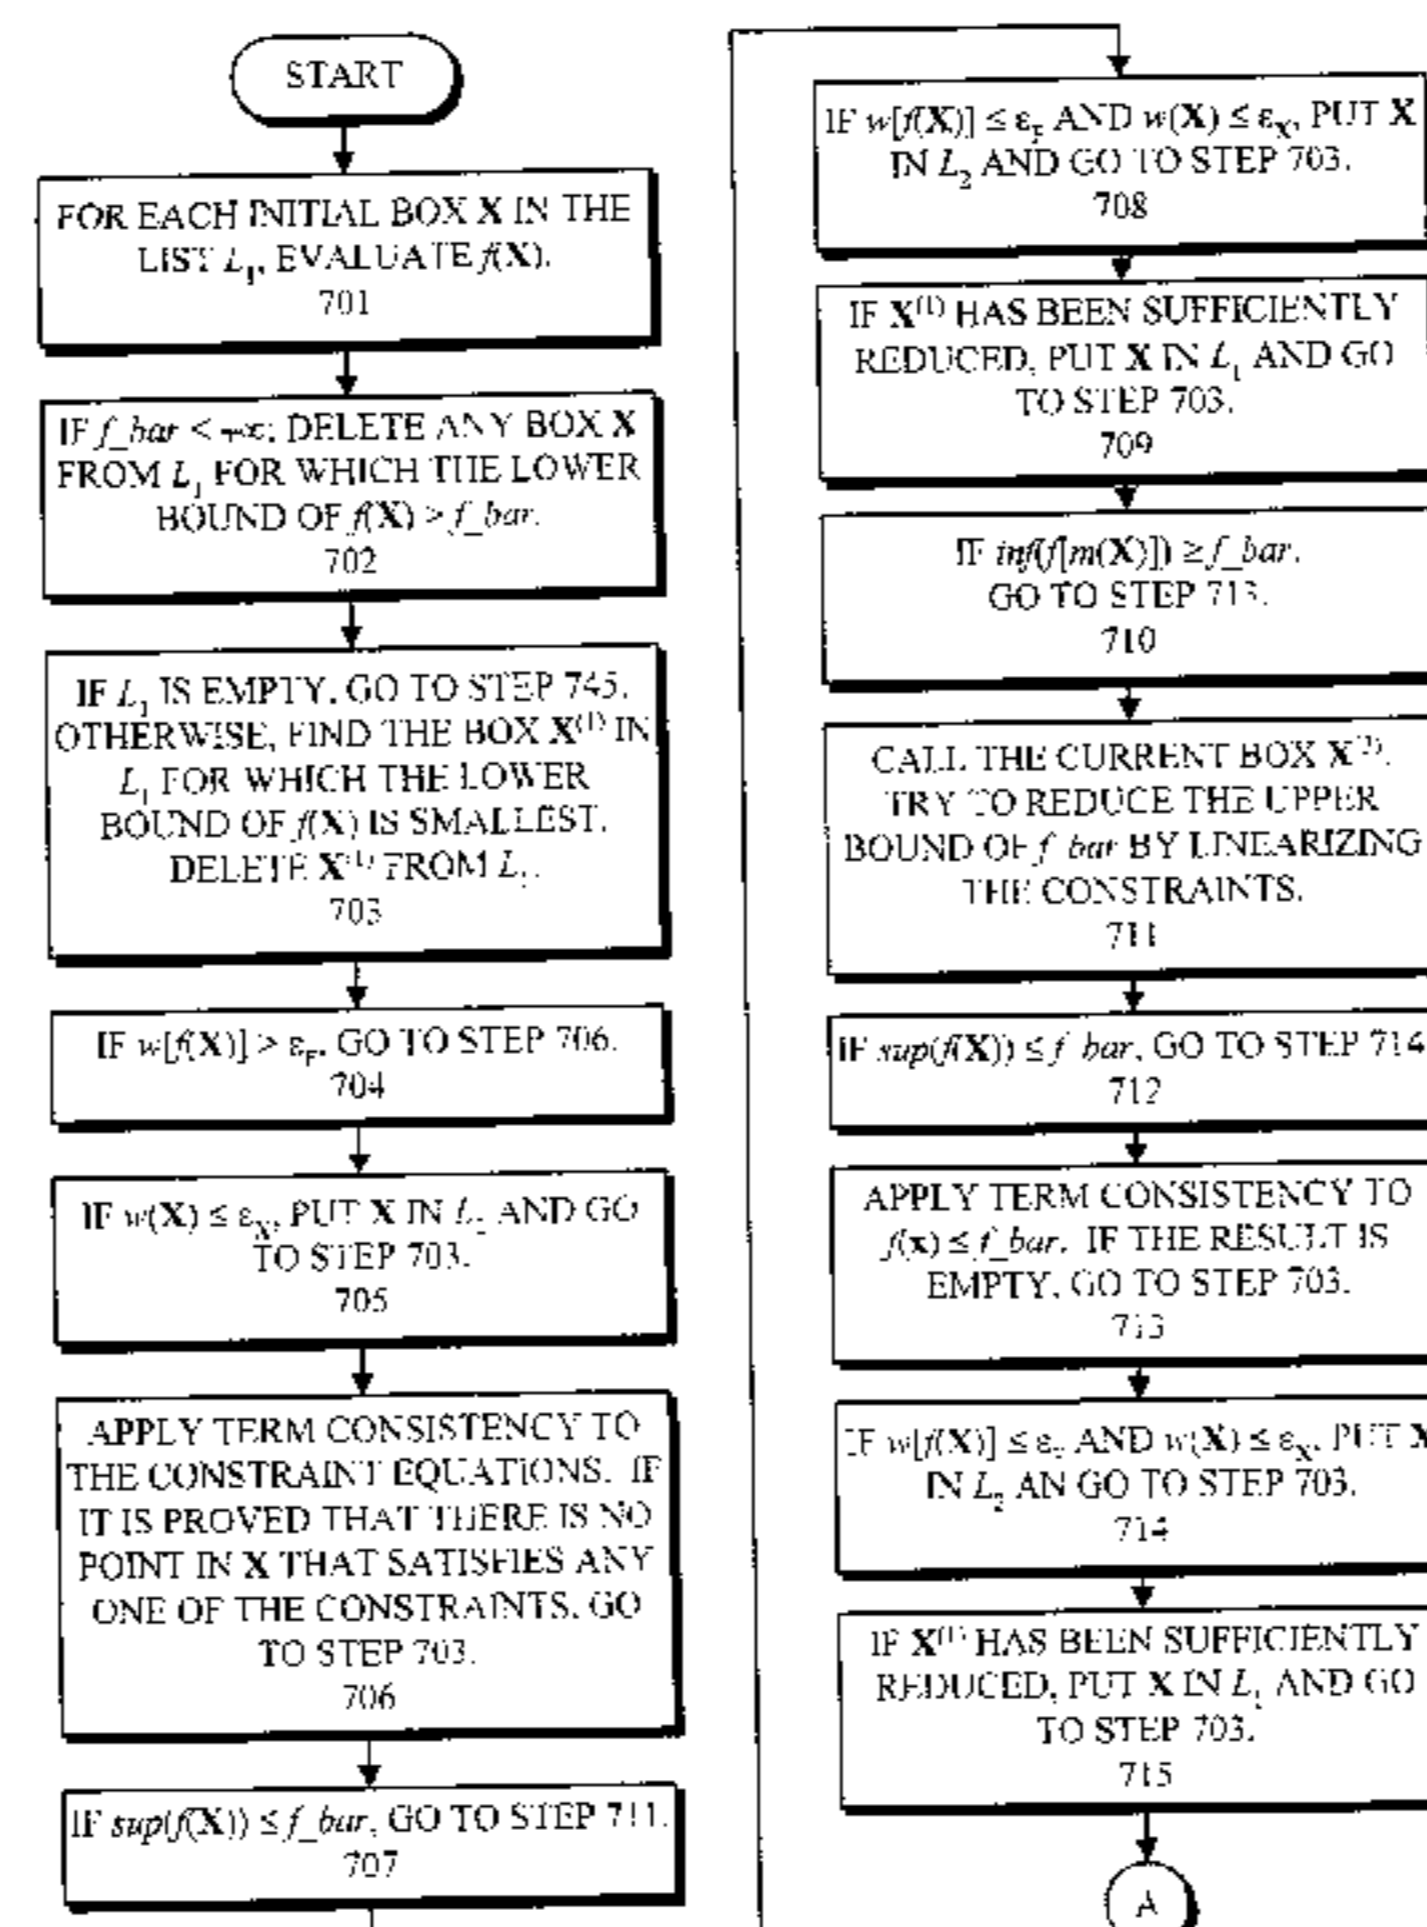 START
FOR EACH INITIAL BOX X IN THE
LIST L₁, EVALUATE f(X).
701
IF f_bar < +∞, DELETE ANY BOX X
FROM L₁ FOR WHICH THE LOWER
BOUND OF f(X) > f_bar.
702
IF L₁ IS EMPTY, GO TO STEP 745.
OTHERWISE, FIND THE BOX X⁽¹⁾ IN
L₁ FOR WHICH THE LOWER
BOUND OF f(X) IS SMALLEST.
DELETE X⁽¹⁾ FROM L₁.
703
IF w[f(X)] > ε_F, GO TO STEP 706.
704
IF w(X) ≤ ε_X, PUT X IN L₂ AND GO
TO STEP 703.
705
APPLY TERM CONSISTENCY TO
THE CONSTRAINT EQUATIONS. IF
IT IS PROVED THAT THERE IS NO
POINT IN X THAT SATISFIES ANY
ONE OF THE CONSTRAINTS, GO
TO STEP 703.
706
IF sup(f(X)) ≤ f_bar, GO TO STEP 711.
707
IF w[f(X)] ≤ ε_F AND w(X) ≤ ε_X, PUT X
IN L₂ AND GO TO STEP 703.
708
IF X⁽¹⁾ HAS BEEN SUFFICIENTLY
REDUCED, PUT X IN L₁ AND GO
TO STEP 703.
709
IF inf(f[m(X)]) ≥ f_bar,
GO TO STEP 713.
710
CALL THE CURRENT BOX X⁽²⁾.
TRY TO REDUCE THE UPPER
BOUND OF f_bar BY LINEARIZING
THE CONSTRAINTS.
711
IF sup(f(X)) ≤ f_bar, GO TO STEP 714
712
APPLY TERM CONSISTENCY TO
f(x) ≤ f_bar. IF THE RESULT IS
EMPTY, GO TO STEP 703.
713
IF w[f(X)] ≤ ε_F AND w(X) ≤ ε_X, PUT X
IN L₂ AN GO TO STEP 703.
714
IF X⁽¹⁾ HAS BEEN SUFFICIENTLY
REDUCED, PUT X IN L₁ AND GO
TO STEP 703.
715
A